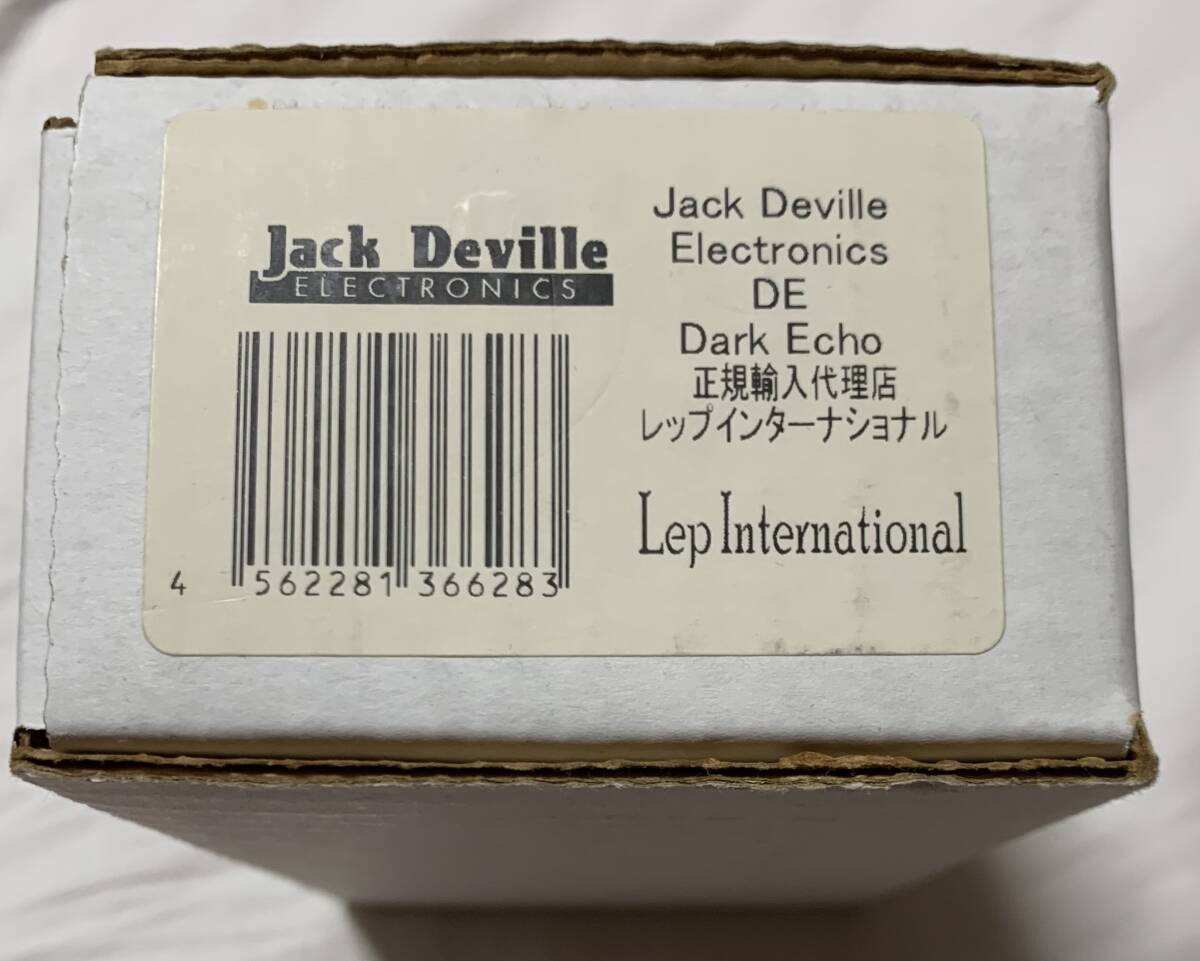 Jack Deville
ELECTRONICS
4 562281 366283
Jack Deville
Electronics
DE
Dark Echo
正規輸入代理店
レップインターナショナル
Lep International